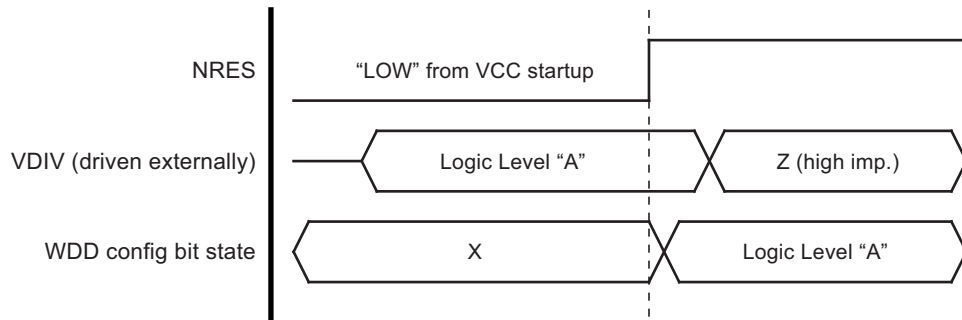 NRES
“LOW” from VCC startup
VDIV (driven externally)
Logic Level “A”
Z (high imp.)
WDD config bit state
X
Logic Level “A”